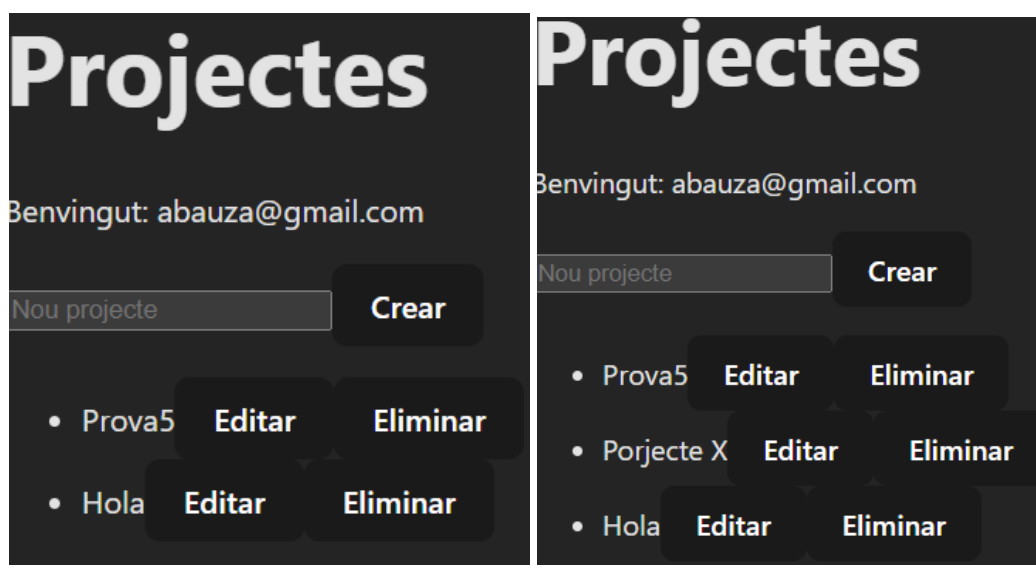 Projectes
Benvingut: abauza@gmail.com
Nou projecte Crear
Prova5 Editar Eliminar
Hola Editar Eliminar
Projectes
Benvingut: abauza@gmail.com
Nou projecte Crear
Prova5 Editar Eliminar
Porjecte X Editar Eliminar
Hola Editar Eliminar